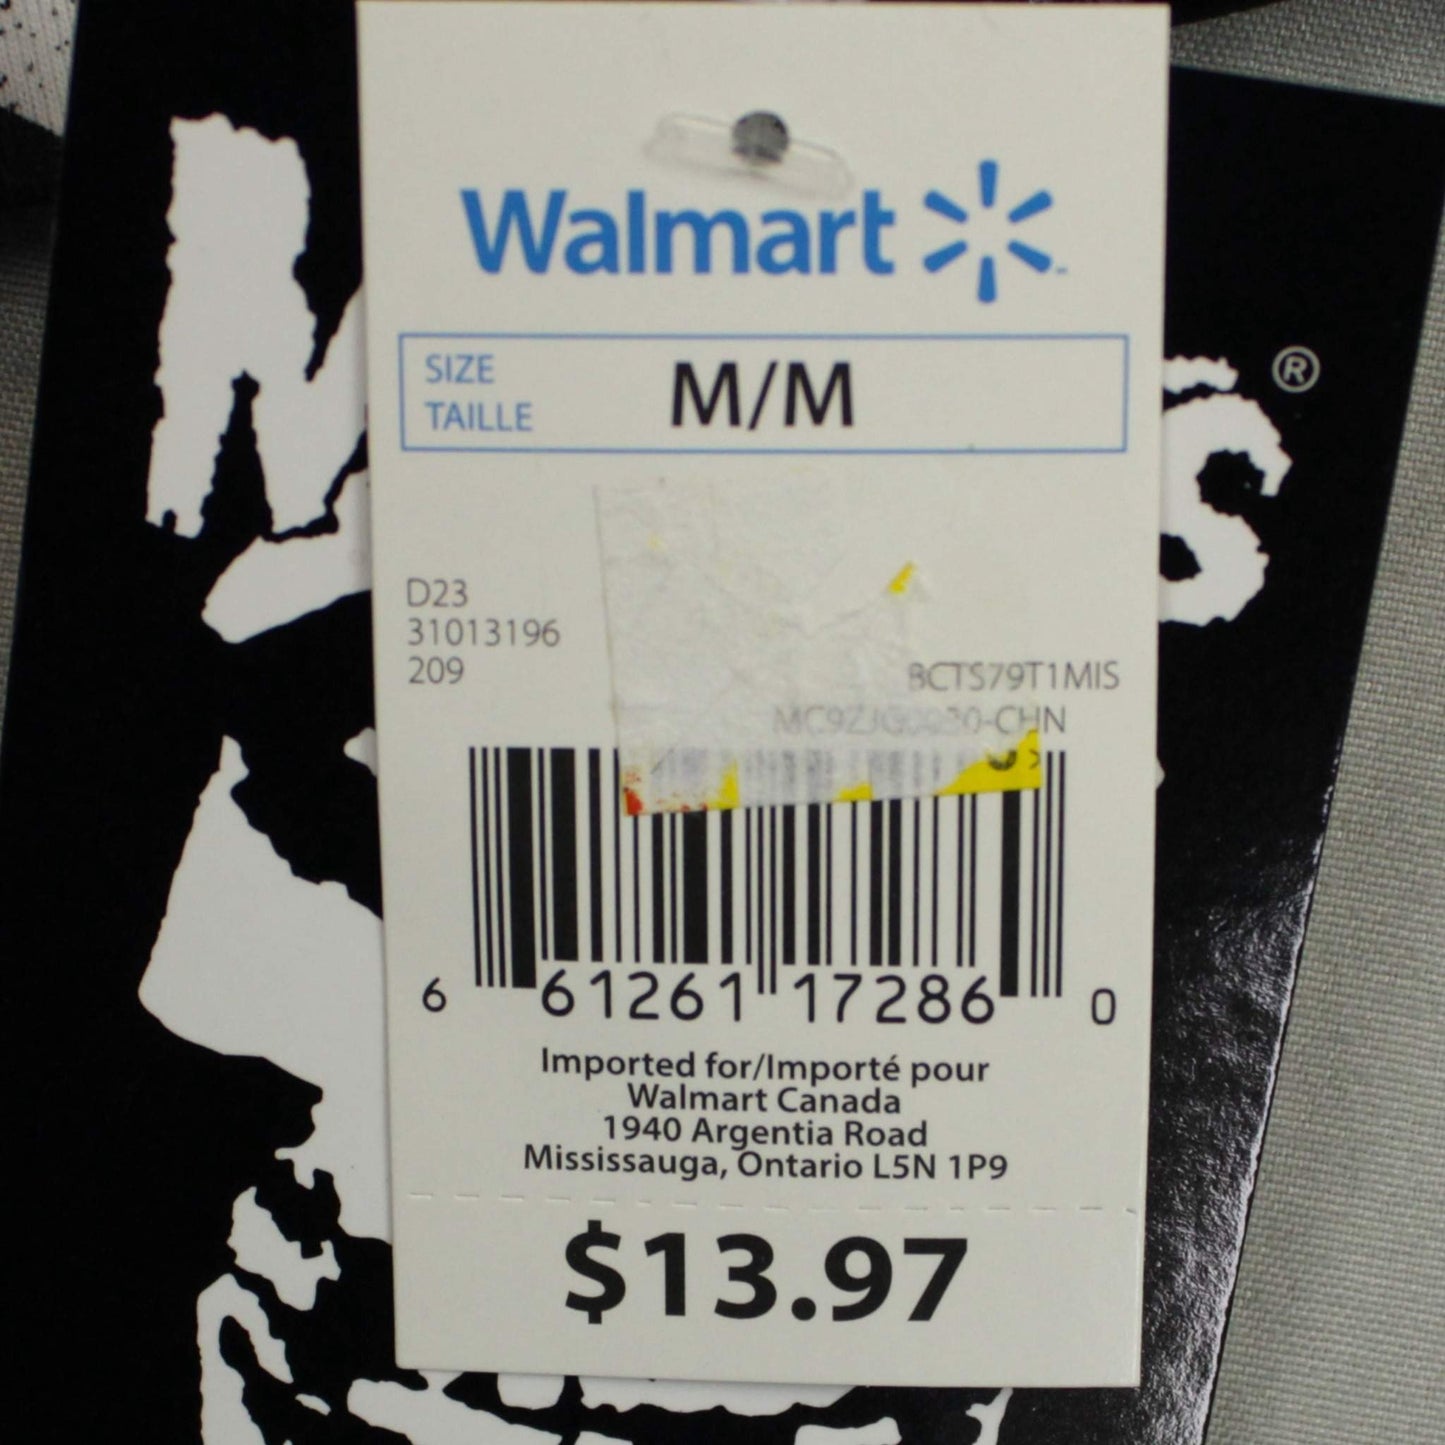 Walmart
SIZE
TAILLE
M/M
®
D23
31013196
209
BCTS79T1MIS
6 61261 17286 0
Imported for/Importé pour
Walmart Canada
1940 Argentia Road
Mississauga, Ontario L5N 1P9
$13.97